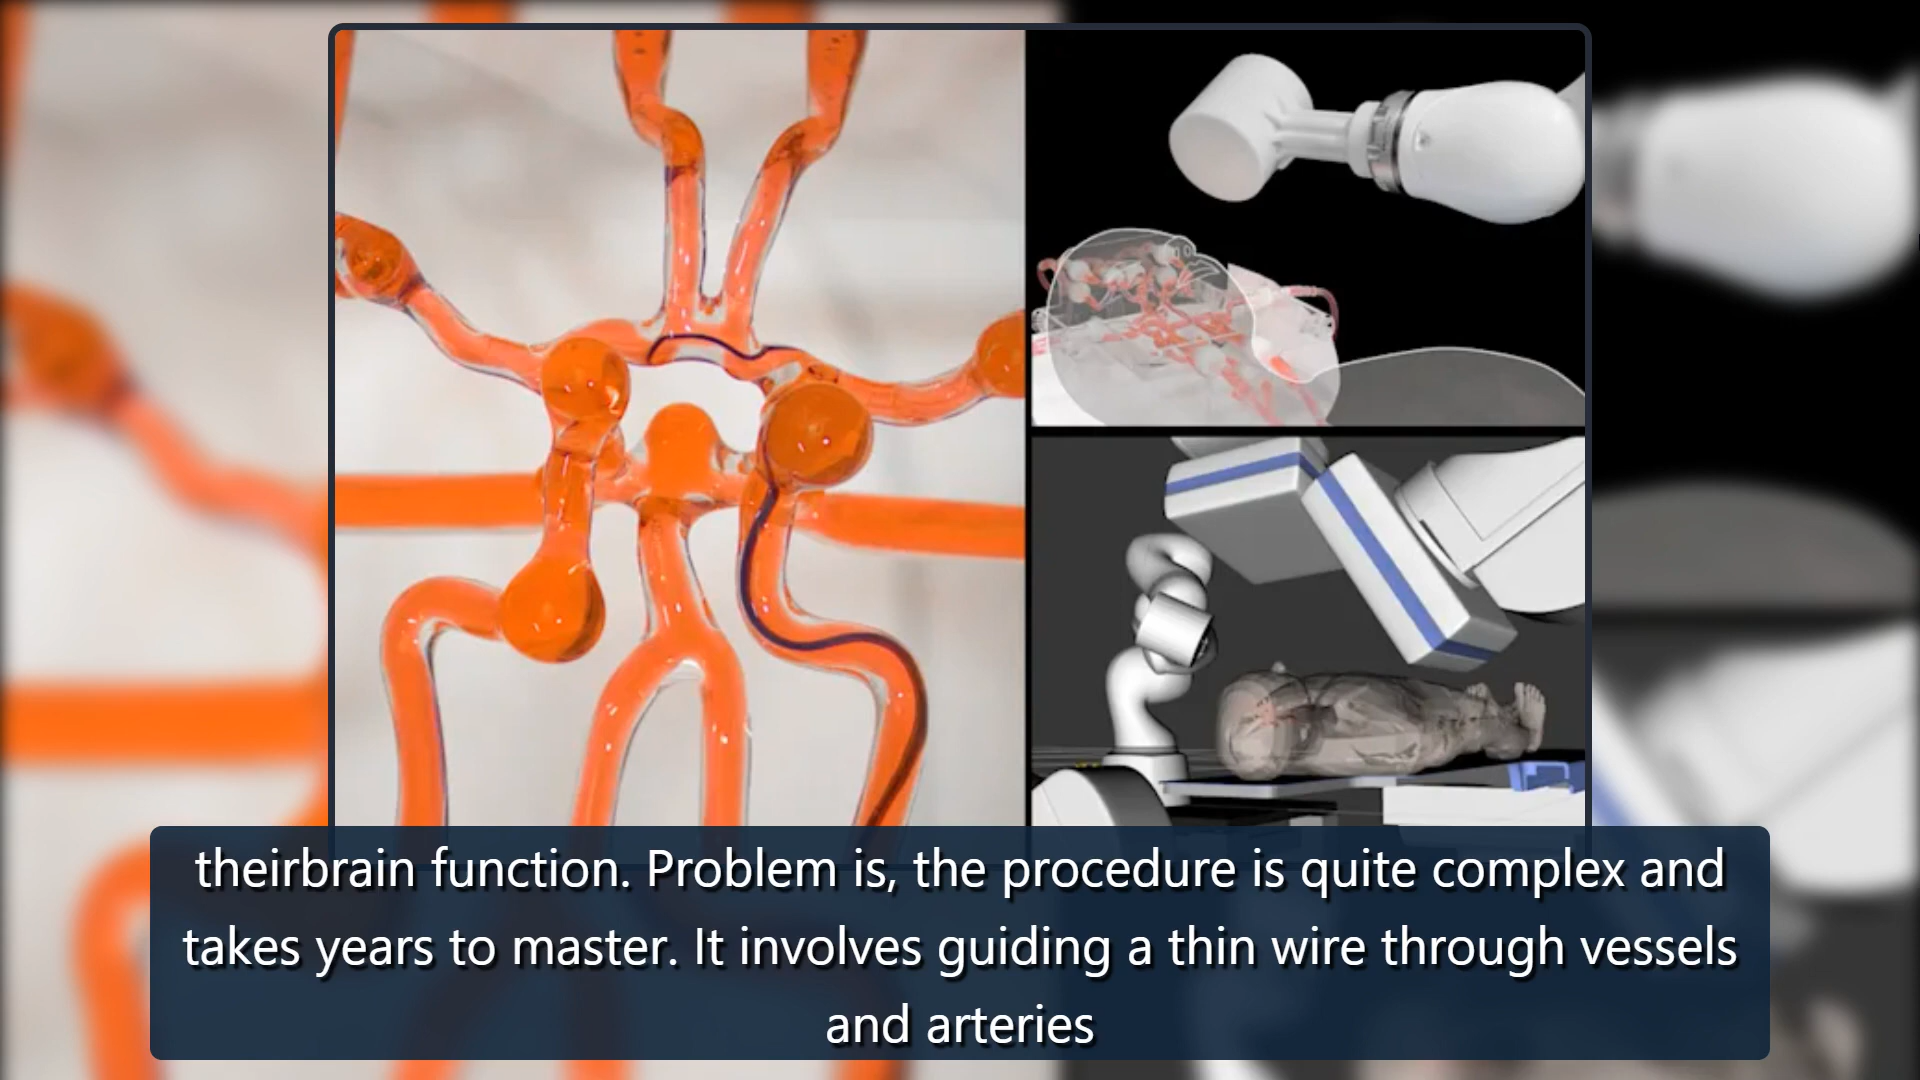 theirbrain function. Problem is, the procedure is quite complex and
takes years to master. It involves guiding a thin wire through vessels
and arteries